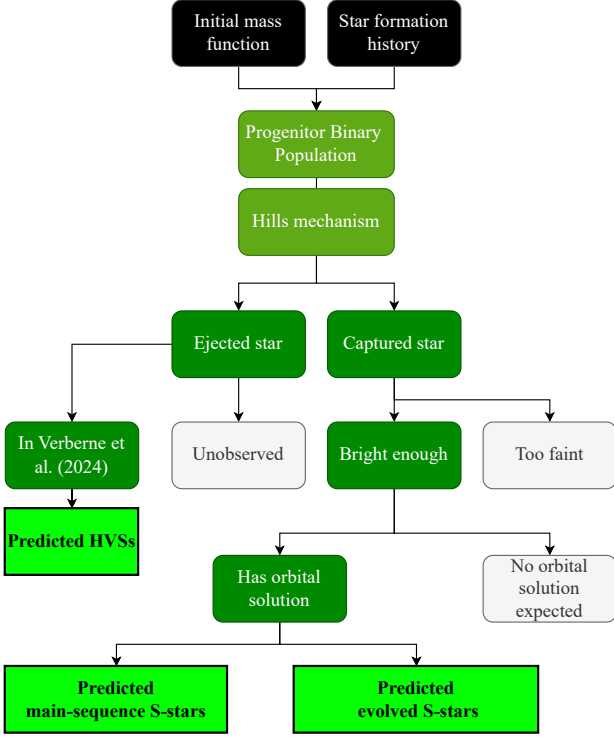 Initial mass
function
Star formation
history
Progenitor Binary
Population
Hills mechanism
Ejected star
Captured star
In Verberne
et al. (2024)
Unobserved
Bright enough
Too faint
Predicted HVSs
Has orbital
solution
No orbital
solution
expected
Predicted
main-sequence S-stars
Predicted
evolved S-stars